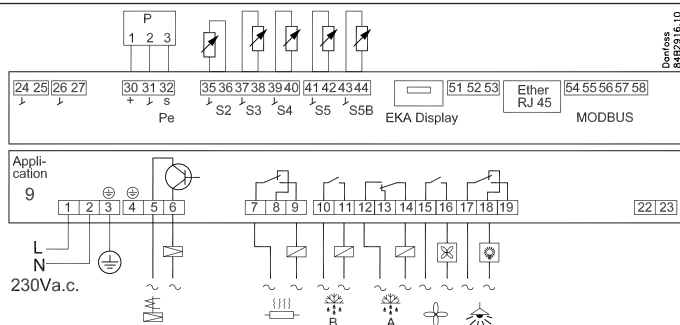 P
1 2 3
Danfoss
84B2916.10
24 25 26 27 30 31 32 35 36 37 38 39 40 41 42 43 44 51 52 53 54 55 56 57 58
+ s S2 S3 S4 S5 S5B
Pe
EKA Display
Ether
RJ 45
MODBUS
Appli-
cation
9
1 2 3 4 5 6 7 8 9 10 11 12 13 14 15 16 17 18 19 22 23
L
N
230Va.c.
B A